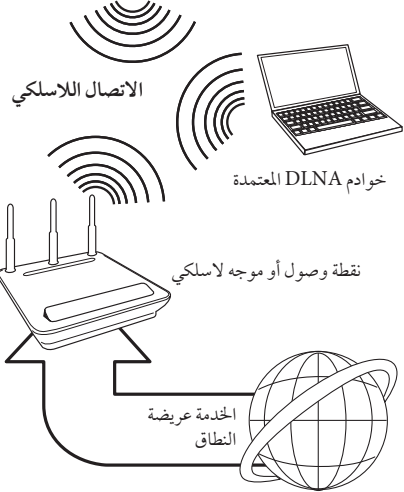 الاتصال اللاسلكي
خوادم DLNA المعتمدة
نقطة وصول أو موجه لاسلكي
الخدمة عريضة
النطاق